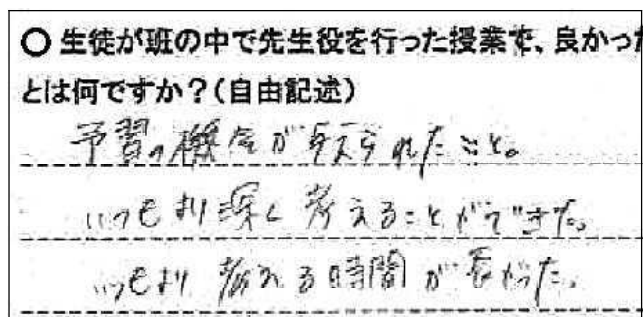 ○ 生徒が班の中で先生役を行った授業で、良かった
とは何ですか?(自由記述)
予習の機会が与えられたこと。
いつもより深く考えることができた。
いつもより考える時間が長かった。